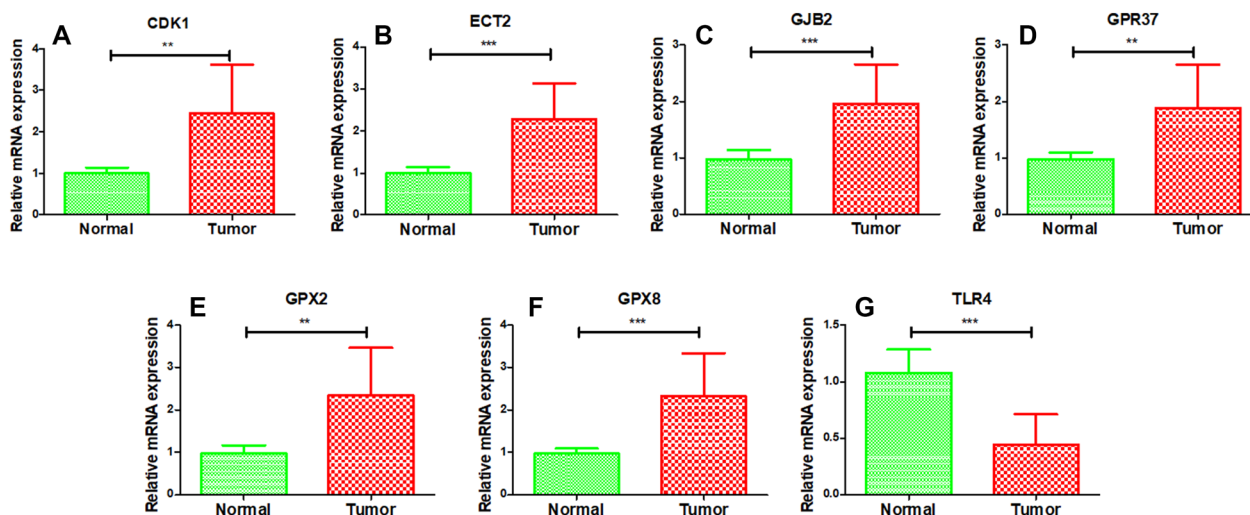 A
CDK1
Relative mRNA expression
4
3
2
1
0
**
Normal Tumor
B
ECT2
Relative mRNA expression
4
3
2
1
0
***
Normal Tumor
C
GJB2
Relative mRNA expression
3
2
1
0
***
Normal Tumor
D
GPR37
Relative mRNA expression
3
2
1
0
**
Normal Tumor
E
GPX2
Relative mRNA expression
4
3
2
1
0
**
Normal Tumor
F
GPX8
Relative mRNA expression
4
3
2
1
0
***
Normal Tumor
G
TLR4
Relative mRNA expression
1.5
1.0
0.5
0.0
***
Normal Tumor